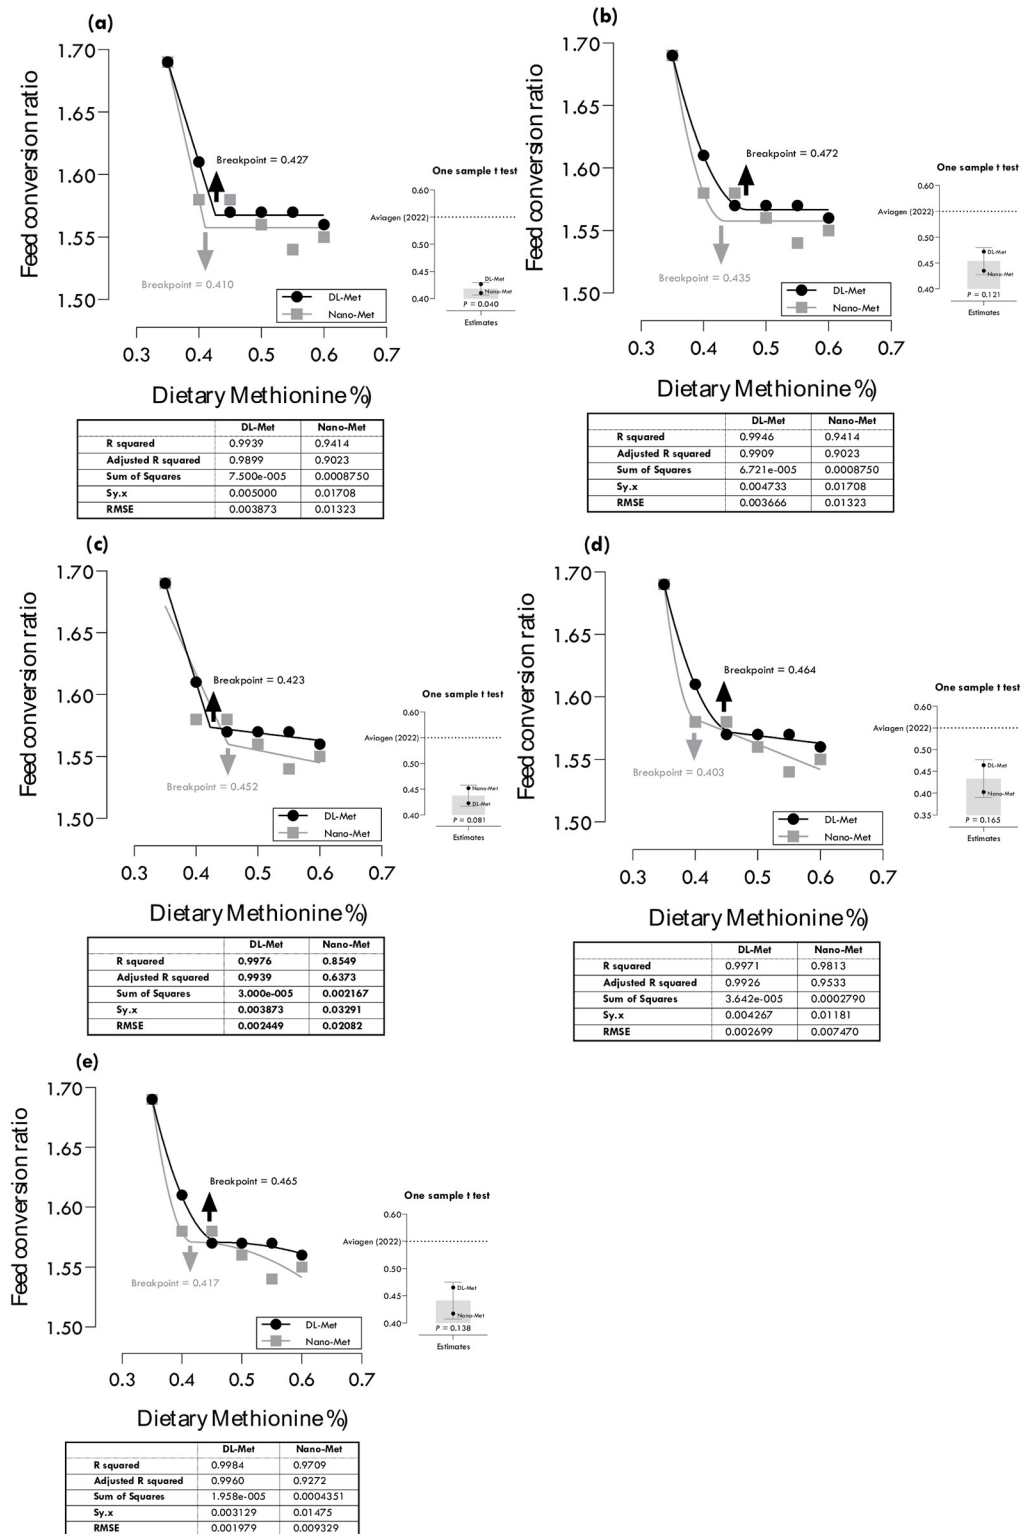 (a)
Feed conversion ratio
1.70
1.65
1.60
1.55
1.50
Breakpoint = 0.427
Breakpoint = 0.410
DL-Met
Nano-Met
0.3 0.4 0.5 0.6 0.7
Dietary Methionine %)
One sample t test
0.60
Aviagen (2022)
0.50
0.45
0.40
DL-Met
Nano-Met
P = 0.040
Estimates
DL-Met Nano-Met
R squared 0.9939 0.9414
Adjusted R squared 0.9899 0.9023
Sum of Squares 7.500e-005 0.0008750
Sy.x 0.005000 0.01708
RMSE 0.003873 0.01323
(b)
Feed conversion ratio
1.70
1.65
1.60
1.55
1.50
Breakpoint = 0.472
Breakpoint = 0.435
DL-Met
Nano-Met
0.3 0.4 0.5 0.6 0.7
Dietary Methionine %)
One sample t test
0.60
Aviagen (2022)
0.50
0.45
0.40
DL-Met
Nano-Met
P = 0.121
Estimates
DL-Met Nano-Met
R squared 0.9946 0.9414
Adjusted R squared 0.9909 0.9023
Sum of Squares 6.721e-005 0.0008750
Sy.x 0.004733 0.01708
RMSE 0.003666 0.01323
(c)
Feed conversion ratio
1.70
1.65
1.60
1.55
1.50
Breakpoint = 0.423
Breakpoint = 0.452
DL-Met
Nano-Met
0.3 0.4 0.5 0.6 0.7
Dietary Methionine %)
One sample t test
0.60
Aviagen (2022)
0.50
0.45
0.40
Nano-Met
DL-Met
P = 0.081
Estimates
DL-Met Nano-Met
R squared 0.9976 0.8549
Adjusted R squared 0.9939 0.6373
Sum of Squares 3.000e-005 0.002167
Sy.x 0.003873 0.03291
RMSE 0.002449 0.02082
(d)
Feed conversion ratio
1.70
1.65
1.60
1.55
1.50
Breakpoint = 0.464
Breakpoint = 0.403
DL-Met
Nano-Met
0.3 0.4 0.5 0.6 0.7
Dietary Methionine %)
One sample t test
0.60
Aviagen (2022)
0.50
0.45
0.40
0.35
DL-Met
Nano-Met
P = 0.165
Estimates
DL-Met Nano-Met
R squared 0.9971 0.9813
Adjusted R squared 0.9926 0.9533
Sum of Squares 3.642e-005 0.0002790
Sy.x 0.004267 0.01181
RMSE 0.002699 0.007470
(e)
Feed conversion ratio
1.70
1.65
1.60
1.55
1.50
Breakpoint = 0.465
Breakpoint = 0.417
DL-Met
Nano-Met
0.3 0.4 0.5 0.6 0.7
Dietary Methionine %)
One sample t test
0.60
Aviagen (2022)
0.50
0.45
0.40
DL-Met
Nano-Met
P = 0.138
Estimates
DL-Met Nano-Met
R squared 0.9984 0.9709
Adjusted R squared 0.9960 0.9272
Sum of Squares 1.958e-005 0.0004351
Sy.x 0.003129 0.01475
RMSE 0.001979 0.009329